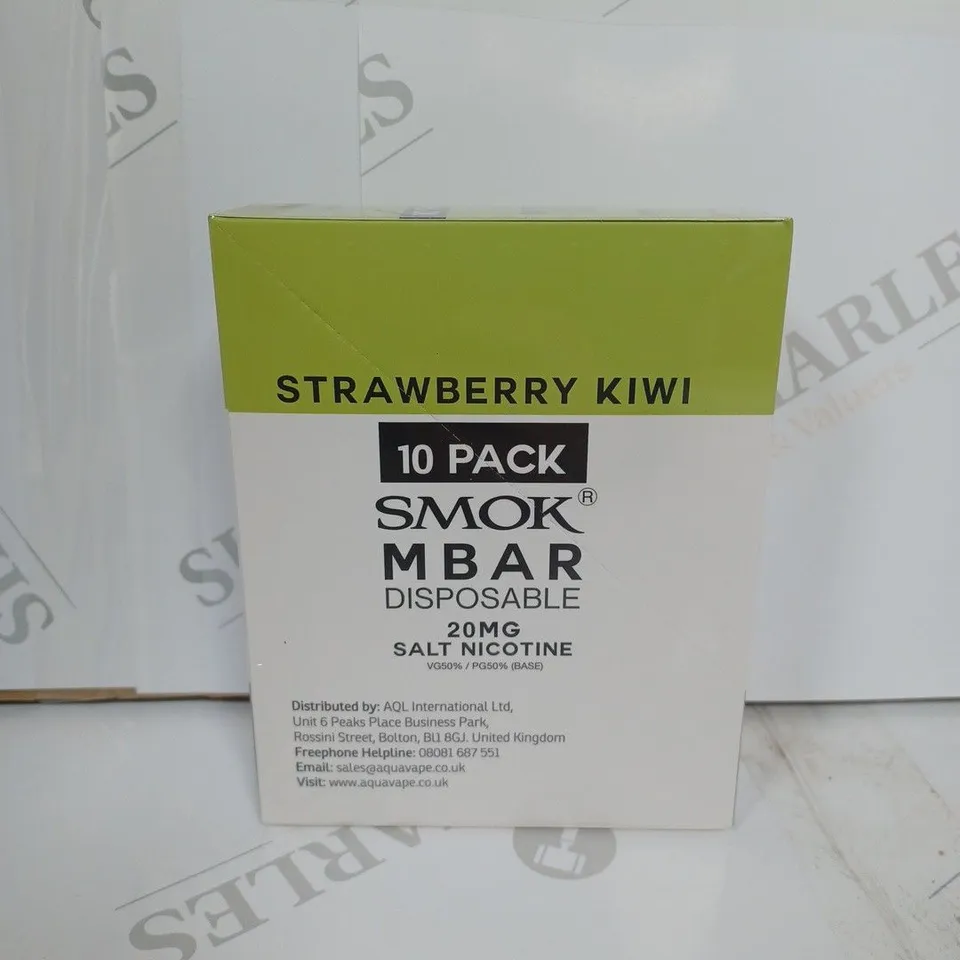 STRAWBERRY KIWI
10 PACK
SMOK®
MBAR
DISPOSABLE
20MG
SALT NICOTINE
VG50% / PG50% (BASE)
Distributed by: AQL International Ltd,
Unit 6 Peaks Place Business Park,
Rossini Street, Bolton, BL1 8GJ. United Kingdom
Freephone Helpline: 08081 687 551
Email: sales@aquavape.co.uk
Visit: www.aquavape.co.uk